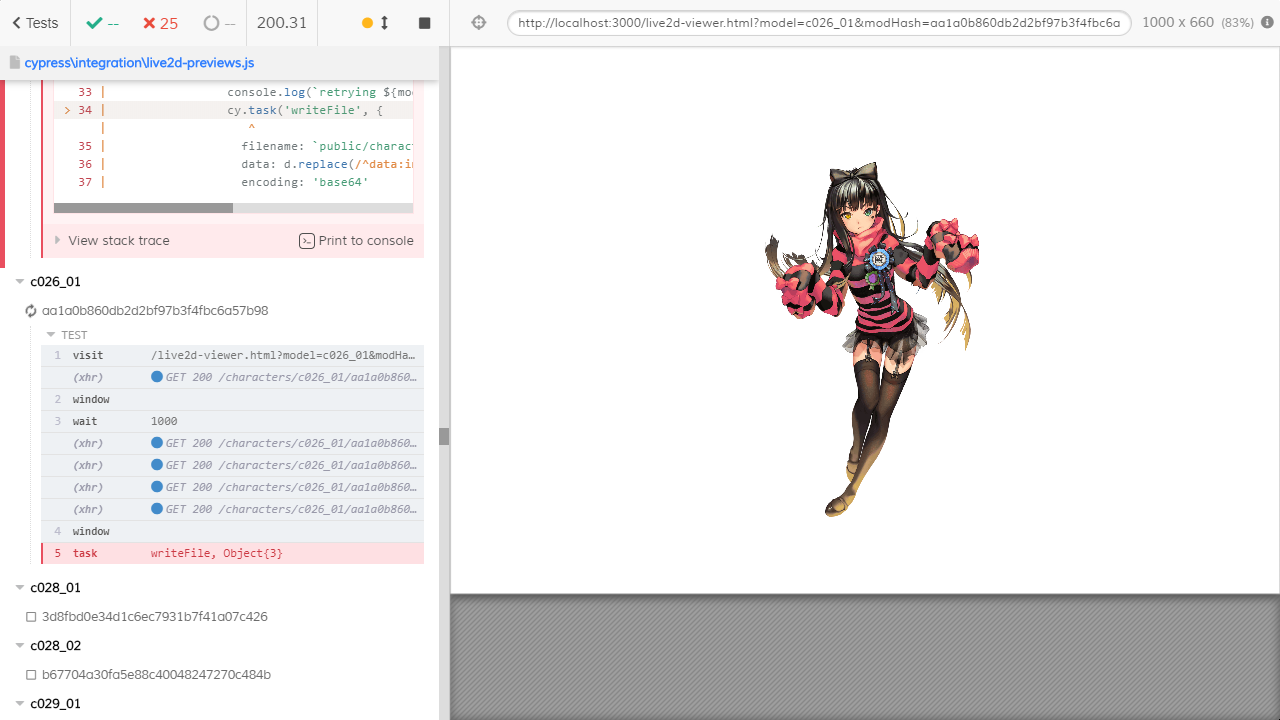 Tests
--
25
--
200.31
http://localhost:3000/live2d-viewer.html?model=c026_01&modHash=aa1a0b860db2d2bf97b3f4fbc6a
1000 x 660 (83%)
cypress\integration\live2d-previews.js
33 | console.log(`retrying ${mo
> 34 | cy.task('writeFile', {
| ^
35 | filename: `public/charact
36 | data: d.replace(/^data:im
37 | encoding: 'base64'
View stack trace
Print to console
c026_01
aa1a0b860db2d2bf97b3f4fbc6a57b98
TEST
1 visit /live2d-viewer.html?model=c026_01&modHa…
(xhr) GET 200 /characters/c026_01/aa1a0b860…
2 window
3 wait 1000
(xhr) GET 200 /characters/c026_01/aa1a0b860…
(xhr) GET 200 /characters/c026_01/aa1a0b860…
(xhr) GET 200 /characters/c026_01/aa1a0b860…
(xhr) GET 200 /characters/c026_01/aa1a0b860…
4 window
5 task writeFile, Object{3}
c028_01
3d8fbd0e34d1c6ec7931b7f41a07c426
c028_02
b67704a30fa5e88c40048247270c484b
c029_01